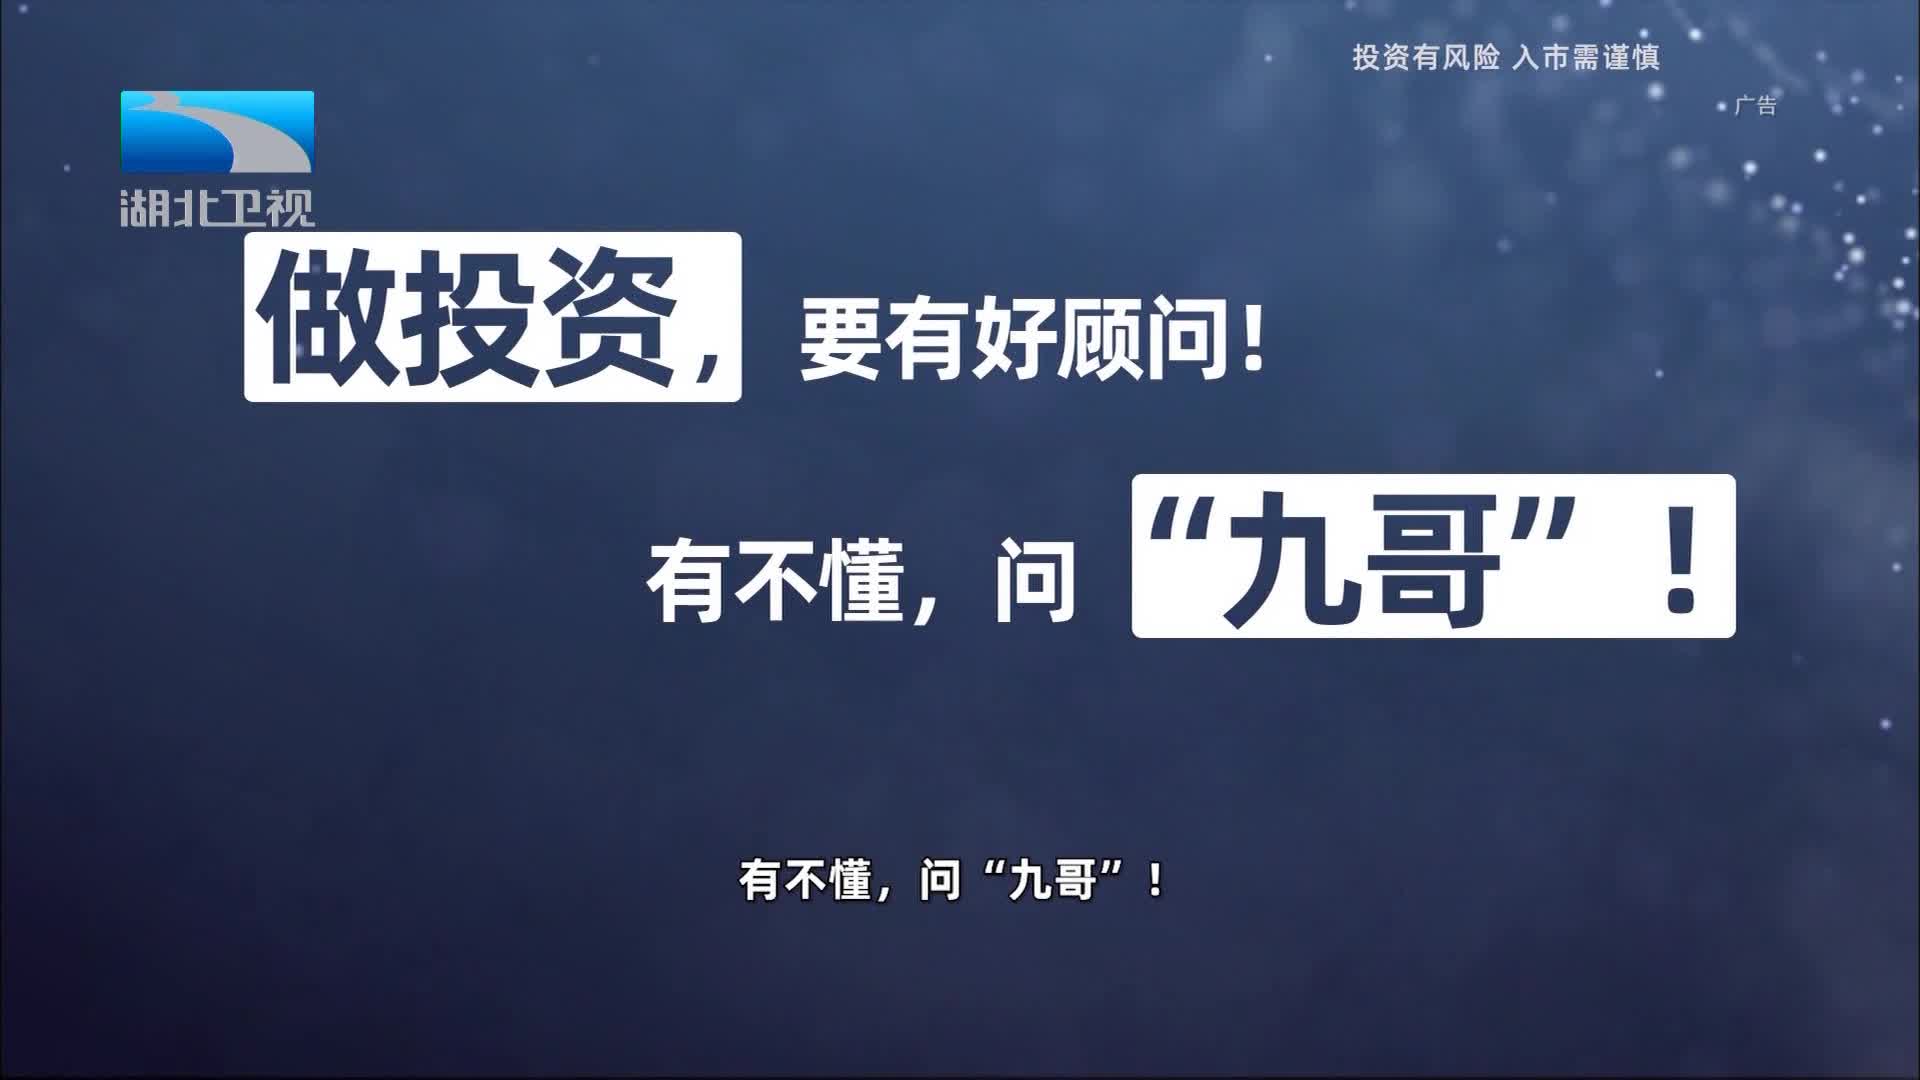 投资有风险 入市需谨慎
广告
湖北卫视
做投资，要有好顾问！
有不懂，问“九哥”！
有不懂，问“九哥”！